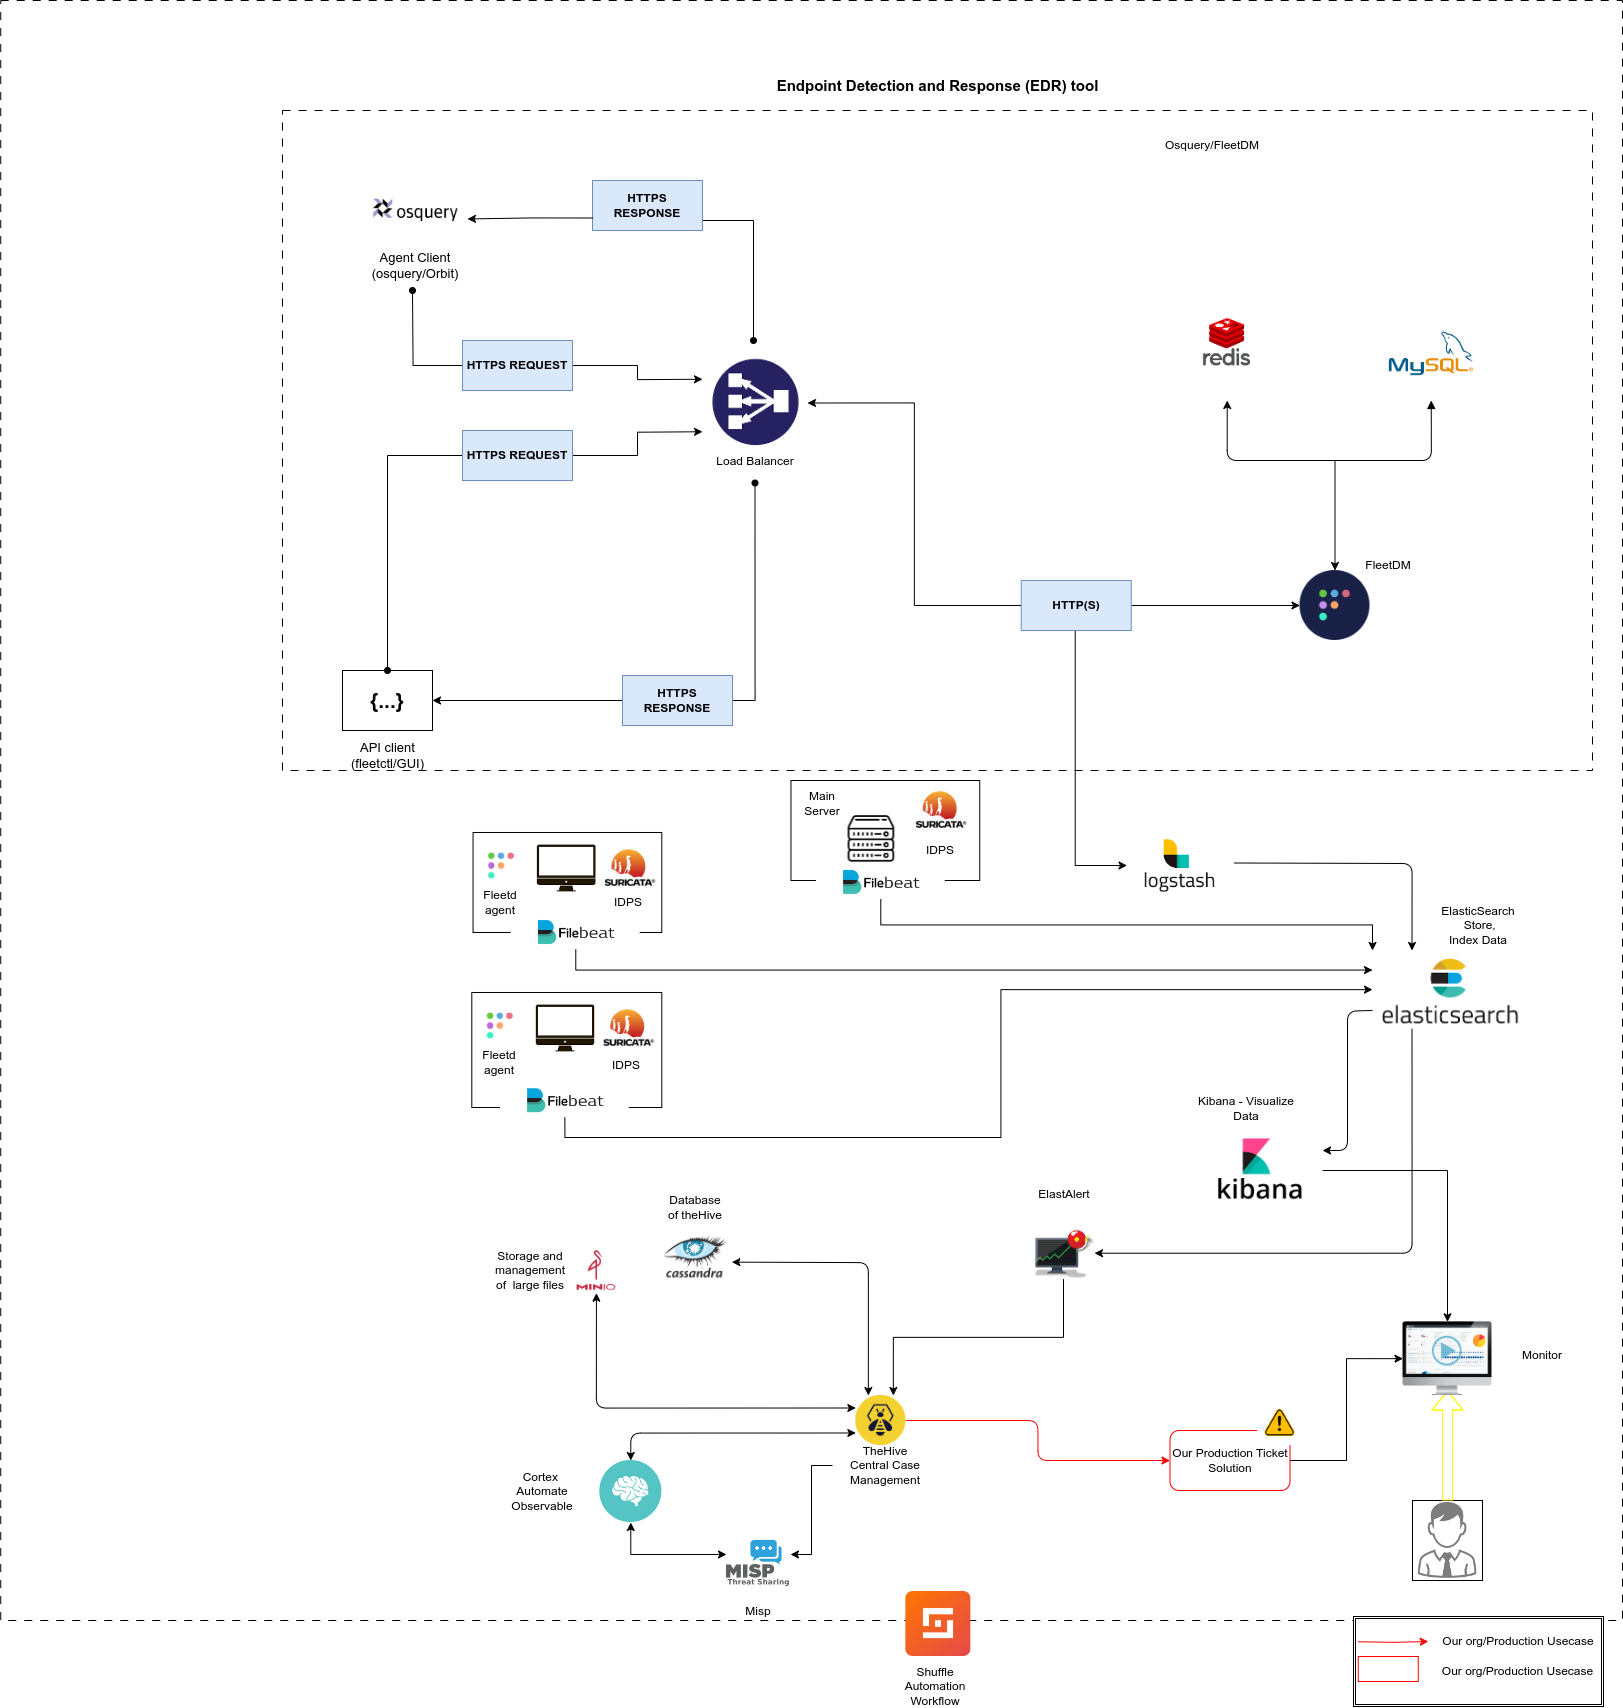 Endpoint Detection and Response (EDR) tool
Osquery/FleetDM
HTTPS
RESPONSE
osquery
Agent Client
(osquery/Orbit)
HTTPS REQUEST
redis
MySQL®
HTTPS REQUEST
Load Balancer
FleetDM
HTTP(S)
{...}
HTTPS
RESPONSE
API client
(fleetctl/GUI)
Main
Server
SURICATA®
IDPS
Filebeat
Fleetd
agent
SURICATA®
IDPS
Filebeat
logstash
ElasticSearch
Store,
Index Data
elasticsearch
Fleetd
agent
SURICATA®
IDPS
Filebeat
Kibana - Visualize
Data
kibana
ElastAlert
Database
of theHive
cassandra
Storage and
management
of large files
MINIO
Monitor
TheHive
Central Case
Management
Our Production Ticket
Solution
Cortex
Automate
Observable
MISP
Threat Sharing
Misp
Shuffle
Automation
Workflow
Our org/Production Usecase
Our org/Production Usecase